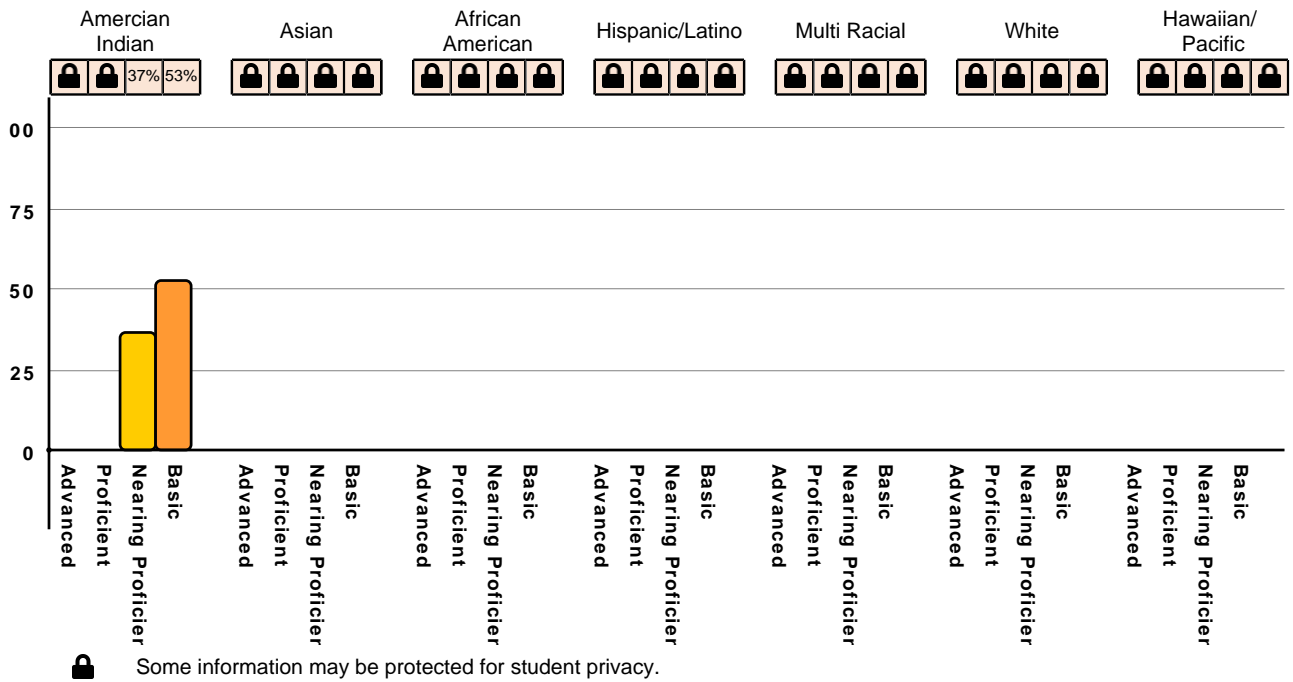 Amercian
Indian
Asian
African
American
Hispanic/Latino
Multi Racial
White
Hawaiian/
Pacific
37% 53%
00
75
50
25
0
Advanced
Proficient
Nearing Proficier
Basic
Advanced
Proficient
Nearing Proficier
Basic
Advanced
Proficient
Nearing Proficier
Basic
Advanced
Proficient
Nearing Proficier
Basic
Advanced
Proficient
Nearing Proficier
Basic
Advanced
Proficient
Nearing Proficier
Basic
Advanced
Proficient
Nearing Proficier
Basic
Some information may be protected for student privacy.